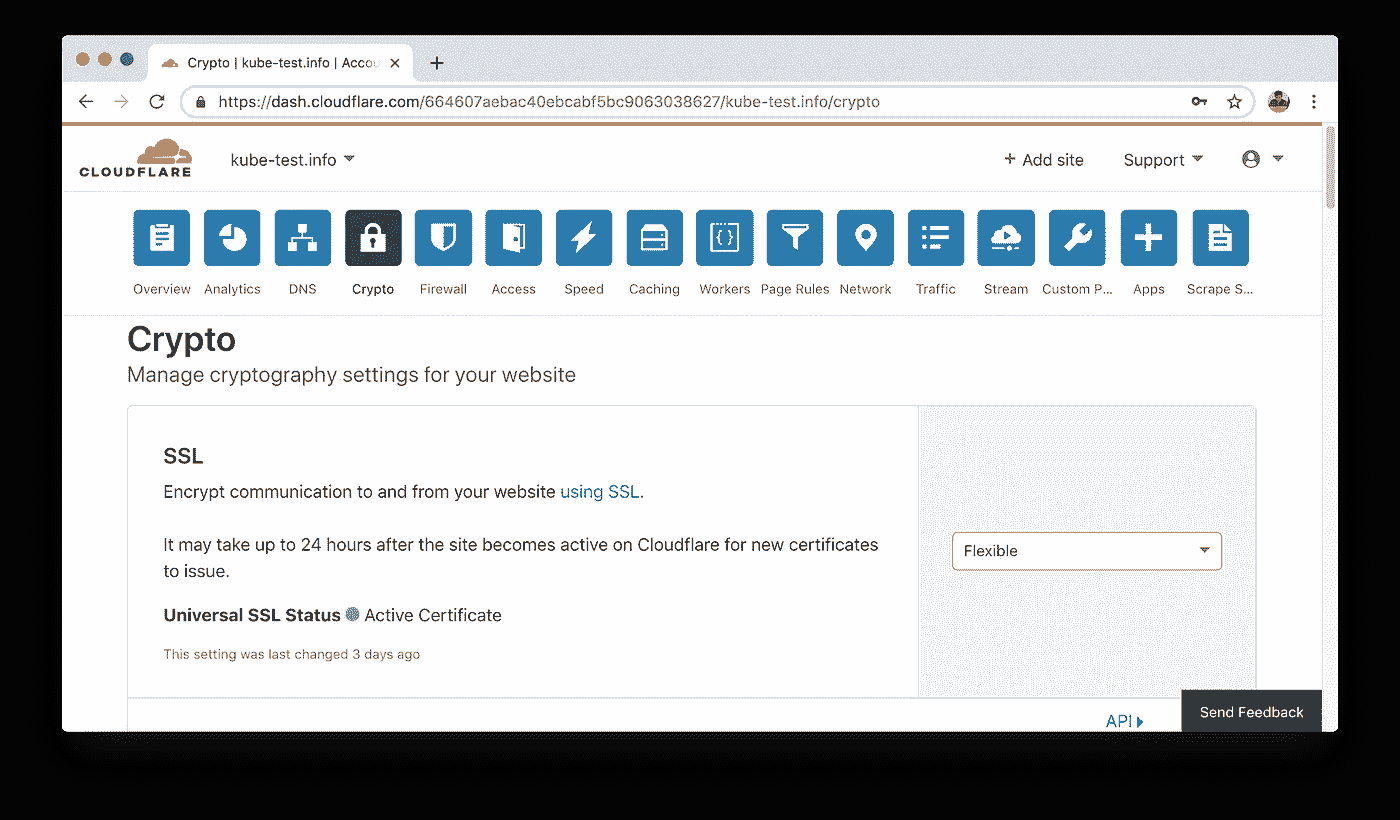 Crypto | kube-test.info | Accou
https://dash.cloudflare.com/664607aebac40ebcabf5bc9063038627/kube-test.info/crypto
CLOUDFLARE
kube-test.info
+ Add site
Support
Overview Analytics DNS Crypto Firewall Access Speed Caching Workers Page Rules Network Traffic Stream Custom P... Apps Scrape S...
Crypto
Manage cryptography settings for your website
SSL
Encrypt communication to and from your website using SSL.
It may take up to 24 hours after the site becomes active on Cloudflare for new certificates
to issue.
Flexible
Universal SSL Status Active Certificate
This setting was last changed 3 days ago
API
Send Feedback